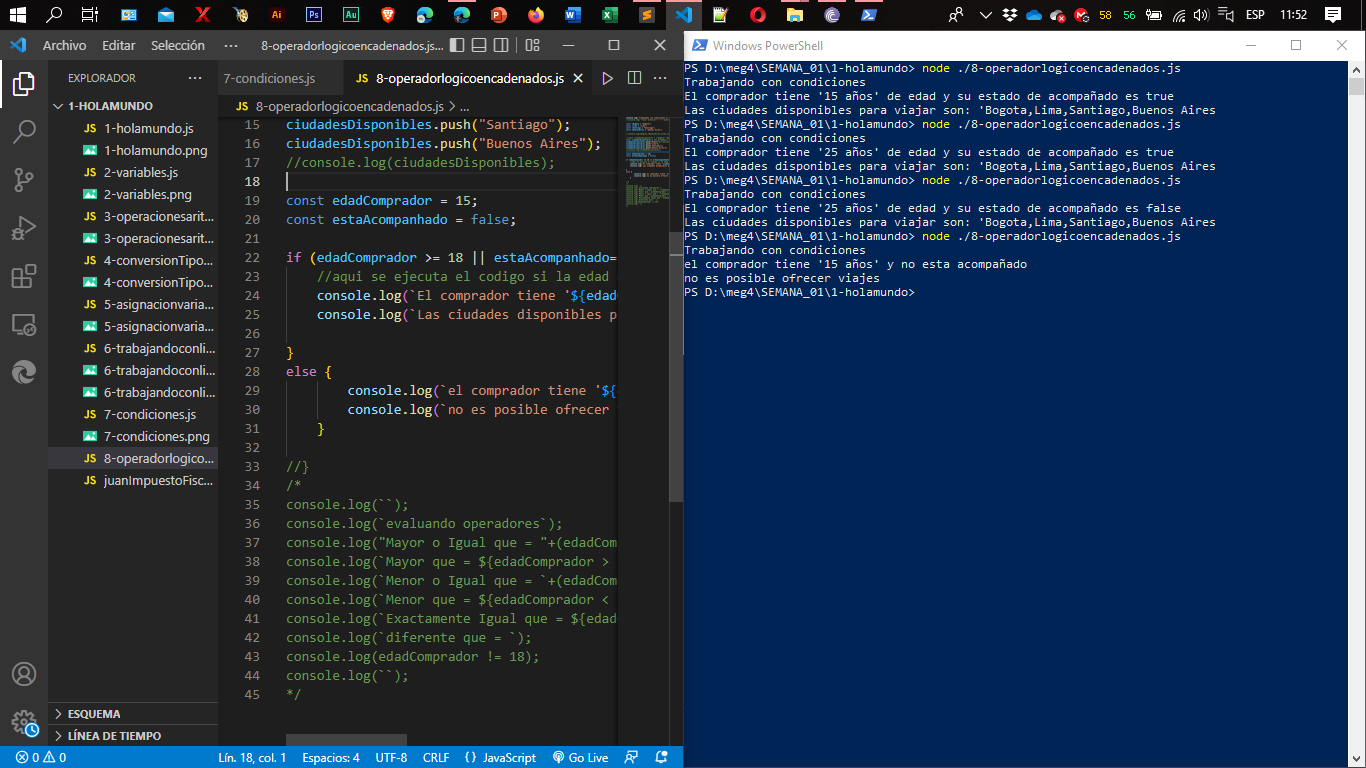 ESP
11:52
58
56
Ai
Ps
Au
Archivo Editar Selección ···
8-operadorlogicoencadenados.js...
EXPLORADOR
1-HOLAMUNDO
JS 1-holamundo.js
1-holamundo.png
JS 2-variables.js
2-variables.png
JS 3-operacionesarit...
3-operacionesarit...
JS 4-conversionTipo...
4-conversionTipo...
JS 5-asignacionvaria...
5-asignacionvaria...
JS 6-trabajandoconli...
6-trabajandoconli...
6-trabajandoconli...
JS 7-condiciones.js
7-condiciones.png
JS 8-operadorlogico...
JS juanImpuestoFisc...
ESQUEMA
LÍNEA DE TIEMPO
7-condiciones.js
JS 8-operadorlogicoencadenados.js
JS 8-operadorlogicoencadenados.js > ...
15 ciudadesDisponibles.push("Santiago");
16 ciudadesDisponibles.push("Buenos Aires");
17 //console.log(ciudadesDisponibles);
18
19 const edadComprador = 15;
20 const estaAcompanhado = false;
21
22 if (edadComprador >= 18 || estaAcompanhado=
23 //aqui se ejecuta el codigo si la edad
24 console.log(`El comprador tiene '${edad
25 console.log(`Las ciudades disponibles p
26
27 }
28 else {
29 console.log(`el comprador tiene '${
30 console.log(`no es posible ofrecer
31 }
32
33 //}
34 /*
35 console.log(``);
36 console.log(`evaluando operadores`);
37 console.log("Mayor o Igual que = "+(edadCom
38 console.log(`Mayor que = ${edadComprador >
39 console.log(`Menor o Igual que = `+(edadCom
40 console.log(`Menor que = ${edadComprador <
41 console.log(`Exactamente Igual que = ${edad
42 console.log(`diferente que = `);
43 console.log(edadComprador != 18);
44 console.log(``);
45 */
0 0
Lín. 18, col. 1 Espacios: 4 UTF-8 CRLF {} JavaScript Go Live
Windows PowerShell
PS D:\meg4\SEMANA_01\1-holamundo> node ./8-operadorlogicoencadenados.js
Trabajando con condiciones
El comprador tiene '15 años' de edad y su estado de acompañado es true
Las ciudades disponibles para viajar son: 'Bogota,Lima,Santiago,Buenos Aires
PS D:\meg4\SEMANA_01\1-holamundo> node ./8-operadorlogicoencadenados.js
Trabajando con condiciones
El comprador tiene '25 años' de edad y su estado de acompañado es true
Las ciudades disponibles para viajar son: 'Bogota,Lima,Santiago,Buenos Aires
PS D:\meg4\SEMANA_01\1-holamundo> node ./8-operadorlogicoencadenados.js
Trabajando con condiciones
El comprador tiene '25 años' de edad y su estado de acompañado es false
Las ciudades disponibles para viajar son: 'Bogota,Lima,Santiago,Buenos Aires
PS D:\meg4\SEMANA_01\1-holamundo> node ./8-operadorlogicoencadenados.js
Trabajando con condiciones
el comprador tiene '15 años' y no esta acompañado
no es posible ofrecer viajes
PS D:\meg4\SEMANA_01\1-holamundo>